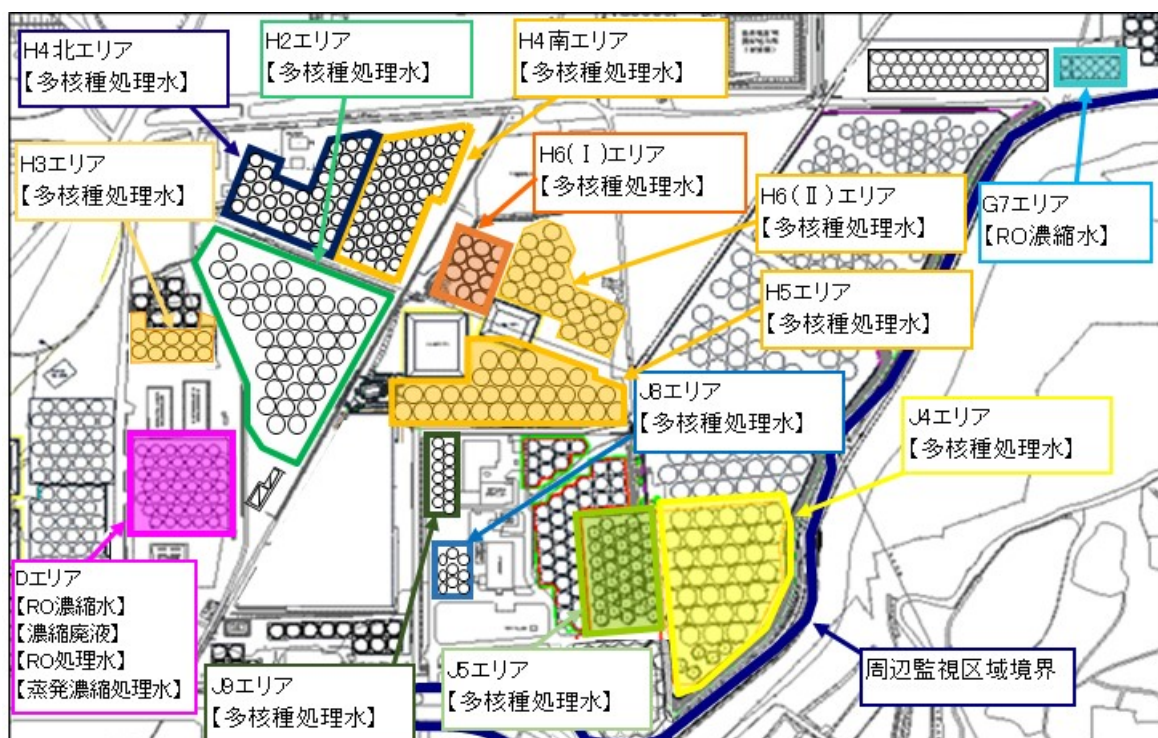 H4北エリア
【多核種処理水】
H2エリア
【多核種処理水】
H4南エリア
【多核種処理水】
H3エリア
【多核種処理水】
H6(Ⅰ)エリア
【多核種処理水】
H6(Ⅱ)エリア
【多核種処理水】
G7エリア
【RO濃縮水】
H5エリア
【多核種処理水】
J8エリア
【多核種処理水】
J4エリア
【多核種処理水】
Dエリア
【RO濃縮水】
【濃縮廃液】
【RO処理水】
【蒸発濃縮処理水】
J9エリア
【多核種処理水】
J5エリア
【多核種処理水】
周辺監視区域境界